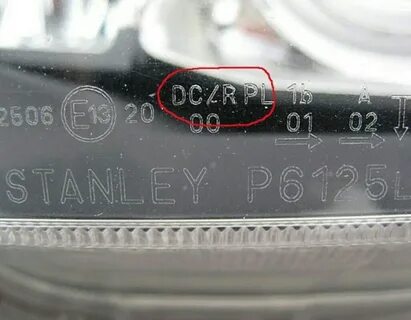 DC/R PL 1b A
2506 E13 20 00 01 02
STANLEY P6125L